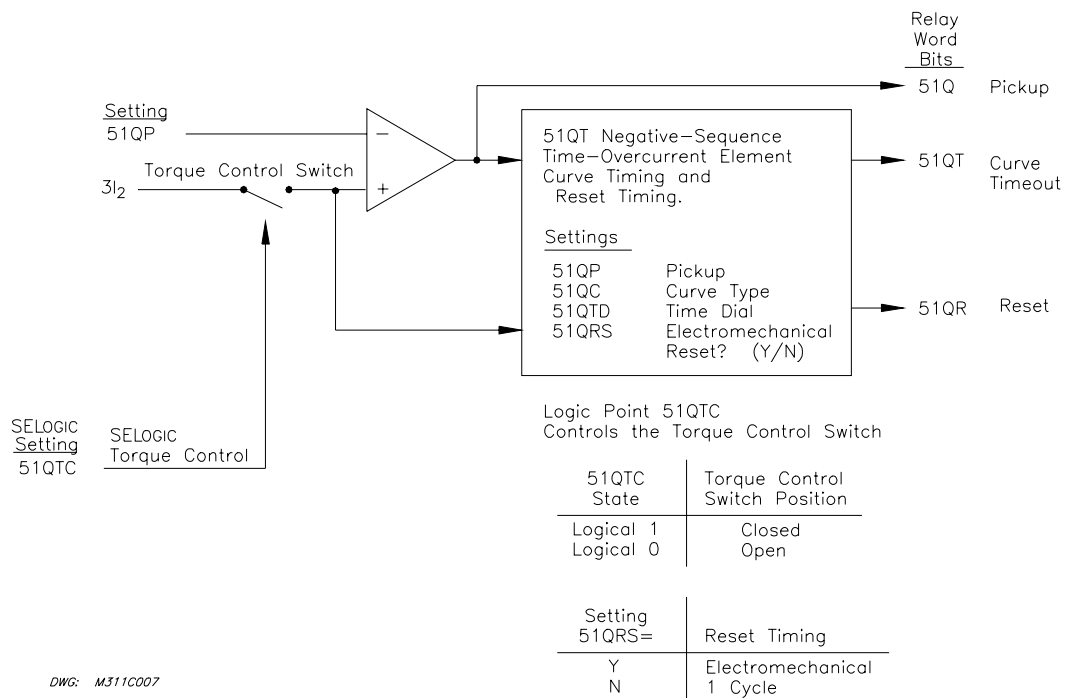 Relay
Word
Bits
51Q Pickup
Setting
51QP
−
51QT Negative-Sequence
Time-Overcurrent Element
Curve Timing and
Reset Timing.
51QT Curve
Timeout
Torque Control Switch
3I₂
+
Settings
51QP Pickup
51QC Curve Type
51QTD Time Dial
51QRS Electromechanical
Reset? (Y/N)
51QR Reset
SELOGIC
Setting
51QTC
SELOGIC
Torque Control
Logic Point 51QTC
Controls the Torque Control Switch
51QTC Torque Control
State Switch Position
Logical 1 Closed
Logical 0 Open
Setting
51QRS= Reset Timing
Y Electromechanical
N 1 Cycle
DWG: M311C007